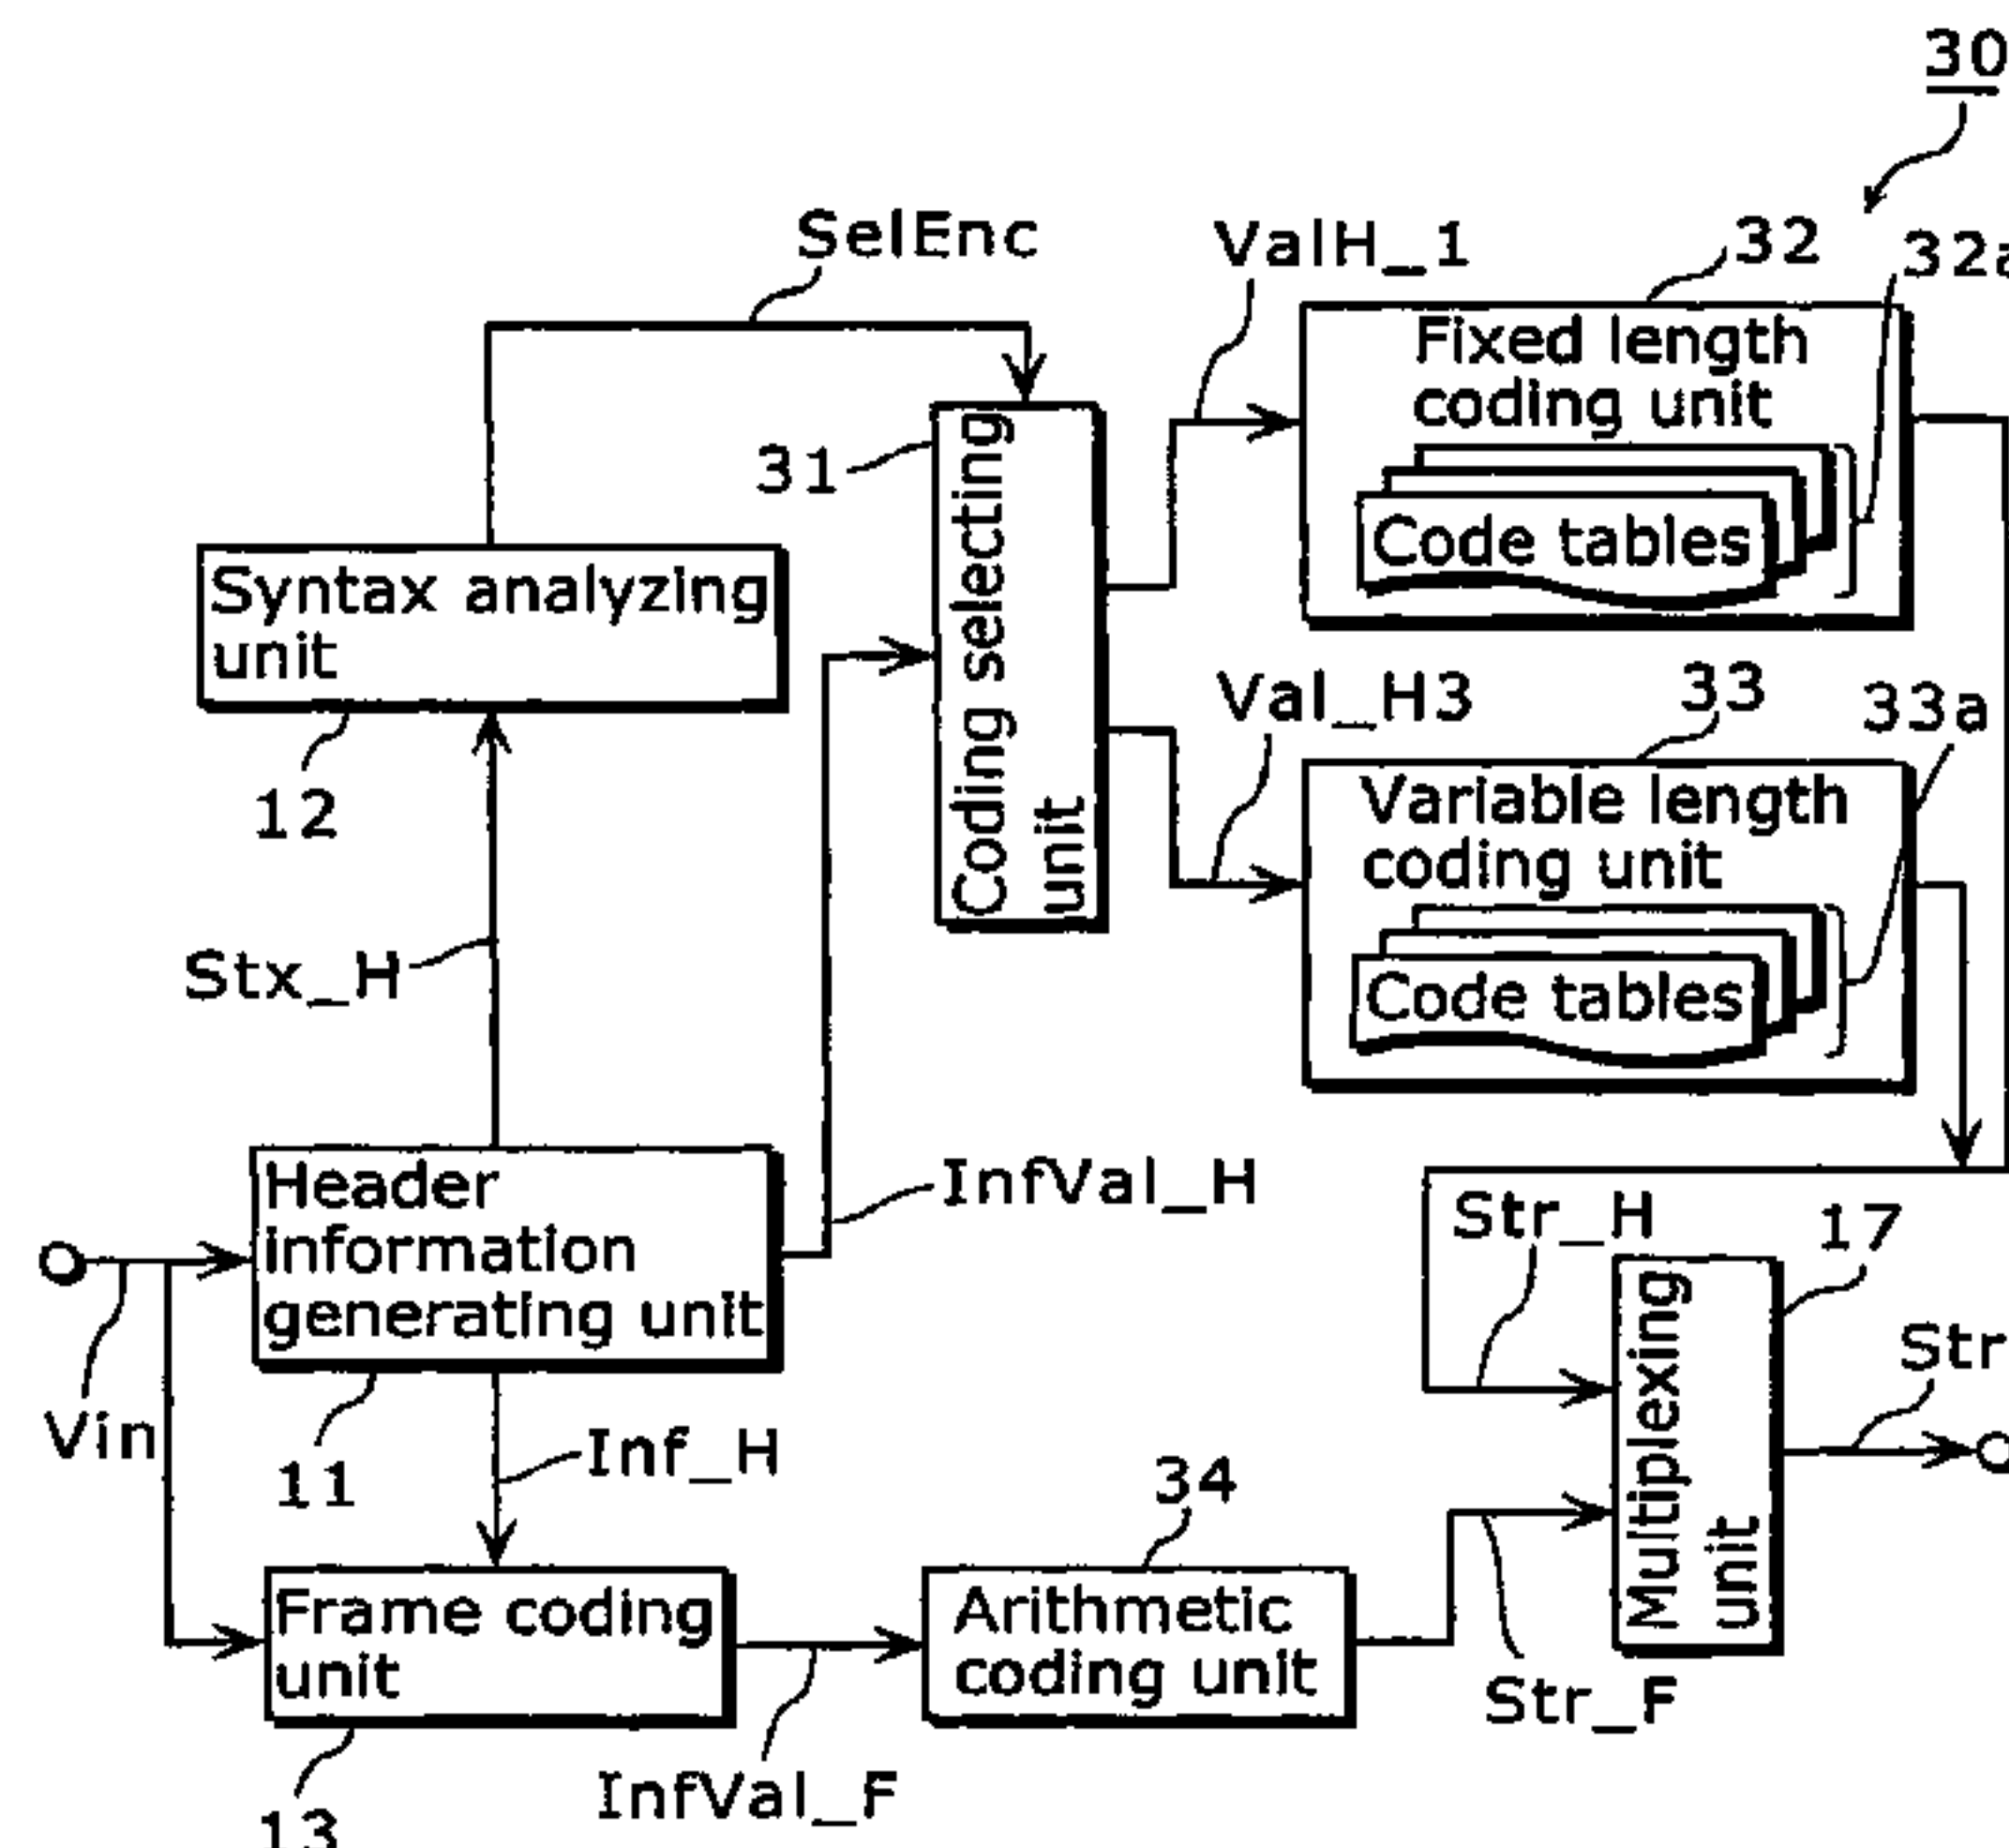 30
SelEnc
ValH_1
32
32a
Fixed length
coding unit
Code tables
31
Coding selecting
unit
Syntax analyzing
unit
12
Val_H3
33
33a
Variable length
coding unit
Code tables
Stx_H
Header
information
generating unit
InfVal_H
Str_H
17
Multiplexing
unit
Str
Vin
11
Inf_H
34
Frame coding
unit
Arithmetic
coding unit
Str_F
InfVal_F
13